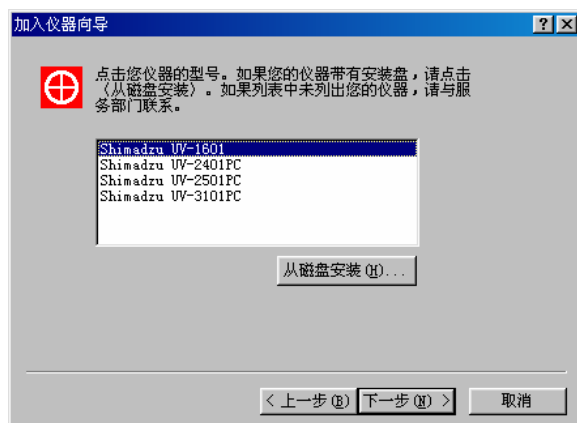 加入仪器向导
点击您仪器的型号。如果您的仪器带有安装盘，请点击
〈从磁盘安装〉。如果列表中未列出您的仪器，请与服
务部门联系。
Shimadzu UV-1601
Shimadzu UV-2401PC
Shimadzu UV-2501PC
Shimadzu UV-3101PC
从磁盘安装(H)...
< 上一步(B) 下一步(N) > 取消